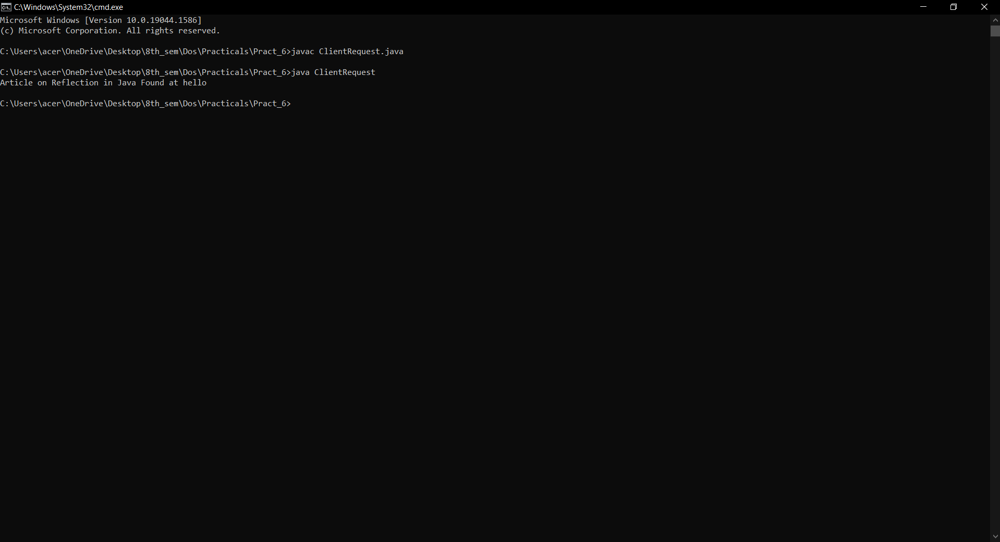 C:\Windows\System32\cmd.exe
Microsoft Windows [Version 10.0.19044.1586]
(c) Microsoft Corporation. All rights reserved.
C:\Users\acer\OneDrive\Desktop\8th_sem\Dos\Practicals\Pract_6>javac ClientRequest.java
C:\Users\acer\OneDrive\Desktop\8th_sem\Dos\Practicals\Pract_6>java ClientRequest
Article on Reflection in Java Found at hello
C:\Users\acer\OneDrive\Desktop\8th_sem\Dos\Practicals\Pract_6>